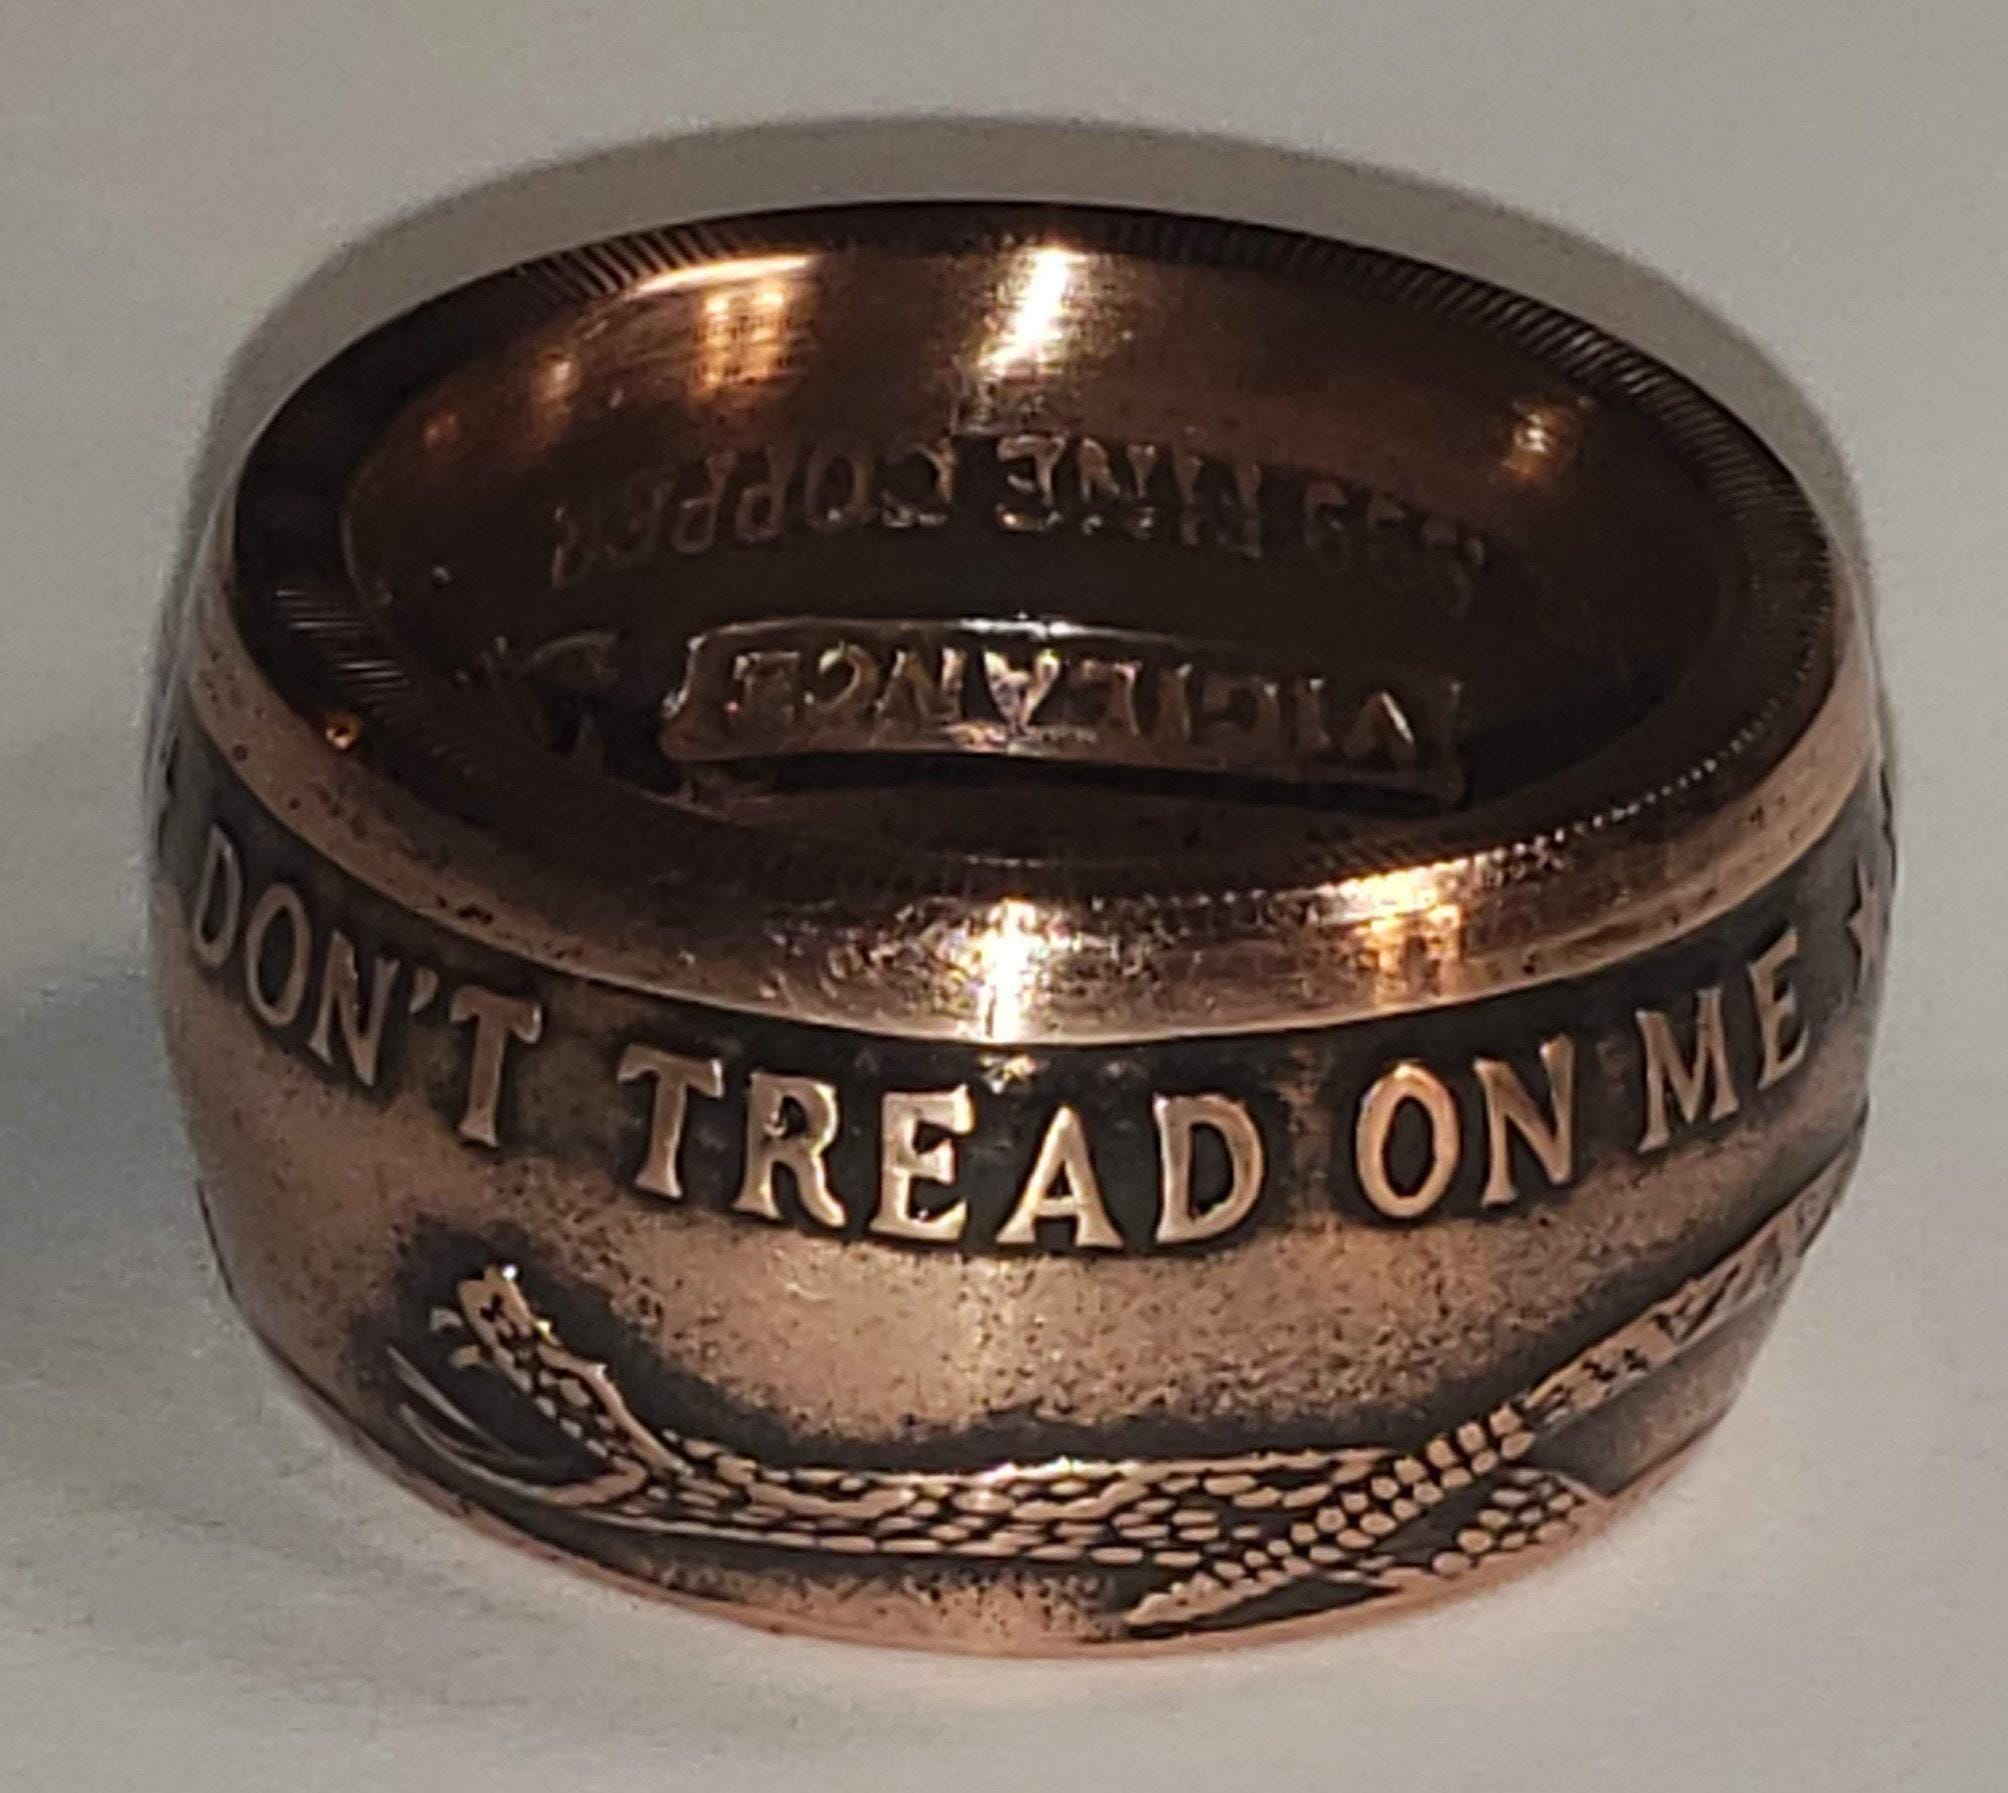 .999 FINE COPPER
VIGILANCE
DON'T TREAD ON ME